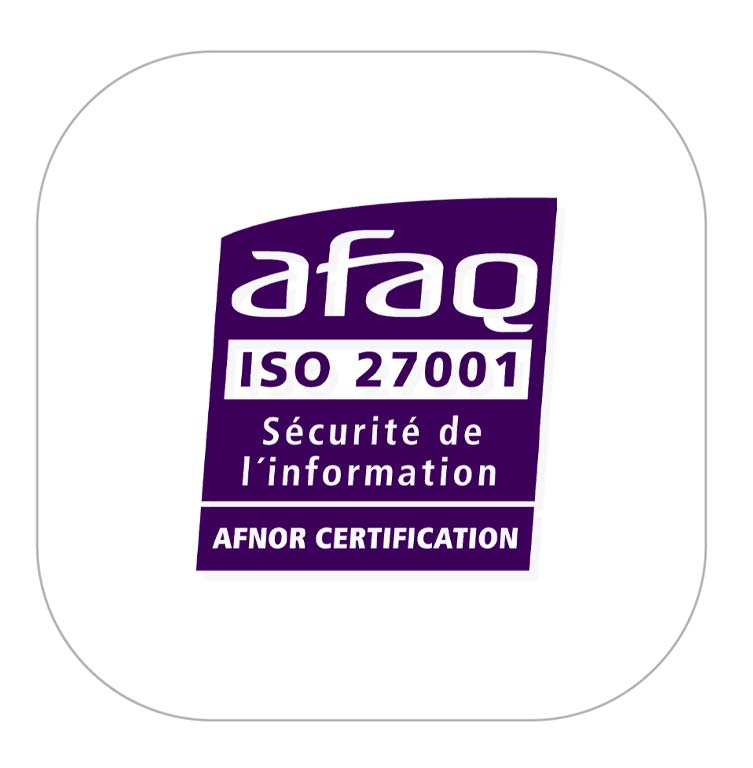 afaq
ISO 27001
Sécurité de
l´information
AFNOR CERTIFICATION